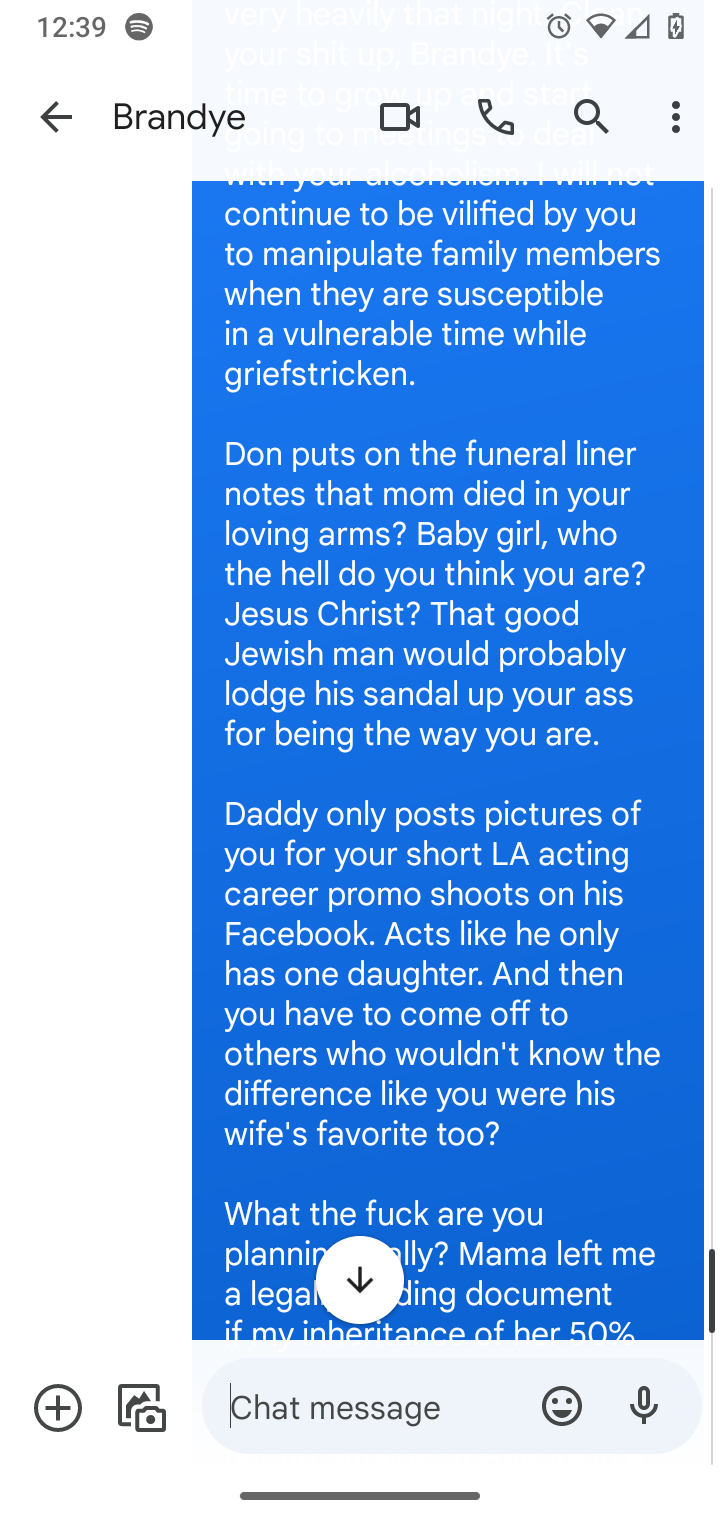 12:39
very heavily that night. Clean
your shit up, Brandye. It's
time to grow up and start
Brandye
going to meetings to deal
with your alcoholism. I will not
continue to be vilified by you
to manipulate family members
when they are susceptible
in a vulnerable time while
griefstricken.
Don puts on the funeral liner
notes that mom died in your
loving arms? Baby girl, who
the hell do you think you are?
Jesus Christ? That good
Jewish man would probably
lodge his sandal up your ass
for being the way you are.
Daddy only posts pictures of
you for your short LA acting
career promo shoots on his
Facebook. Acts like he only
has one daughter. And then
you have to come off to
others who wouldn't know the
difference like you were his
wife's favorite too?
What the fuck are you
plannin ally? Mama left me
a legal ding document
if my inheritance of her 50%
Chat message